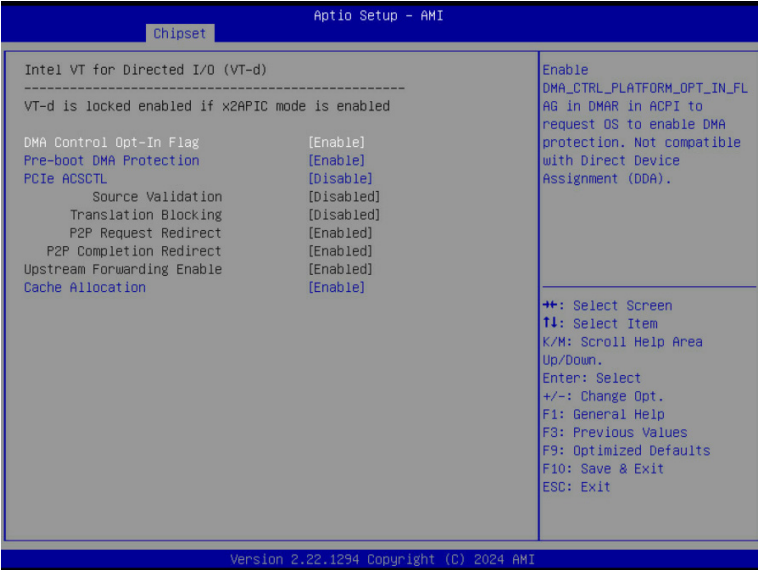 Aptio Setup - AMI
Chipset
Intel VT for Directed I/O (VT-d)
--------------------------------------------------
VT-d is locked enabled if x2APIC mode is enabled
DMA Control Opt-In Flag [Enable]
Pre-boot DMA Protection [Enable]
PCIe ACSCTL [Disable]
Source Validation [Disabled]
Translation Blocking [Disabled]
P2P Request Redirect [Enabled]
P2P Completion Redirect [Enabled]
Upstream Forwarding Enable [Enabled]
Cache Allocation [Enable]
Enable
DMA_CTRL_PLATFORM_OPT_IN_FL
AG in DMAR in ACPI to
request OS to enable DMA
protection. Not compatible
with Direct Device
Assignment (DDA).
→←: Select Screen
↑↓: Select Item
K/M: Scroll Help Area
Up/Down.
Enter: Select
+/-: Change Opt.
F1: General Help
F3: Previous Values
F9: Optimized Defaults
F10: Save & Exit
ESC: Exit
Version 2.22.1294 Copyright (C) 2024 AMI